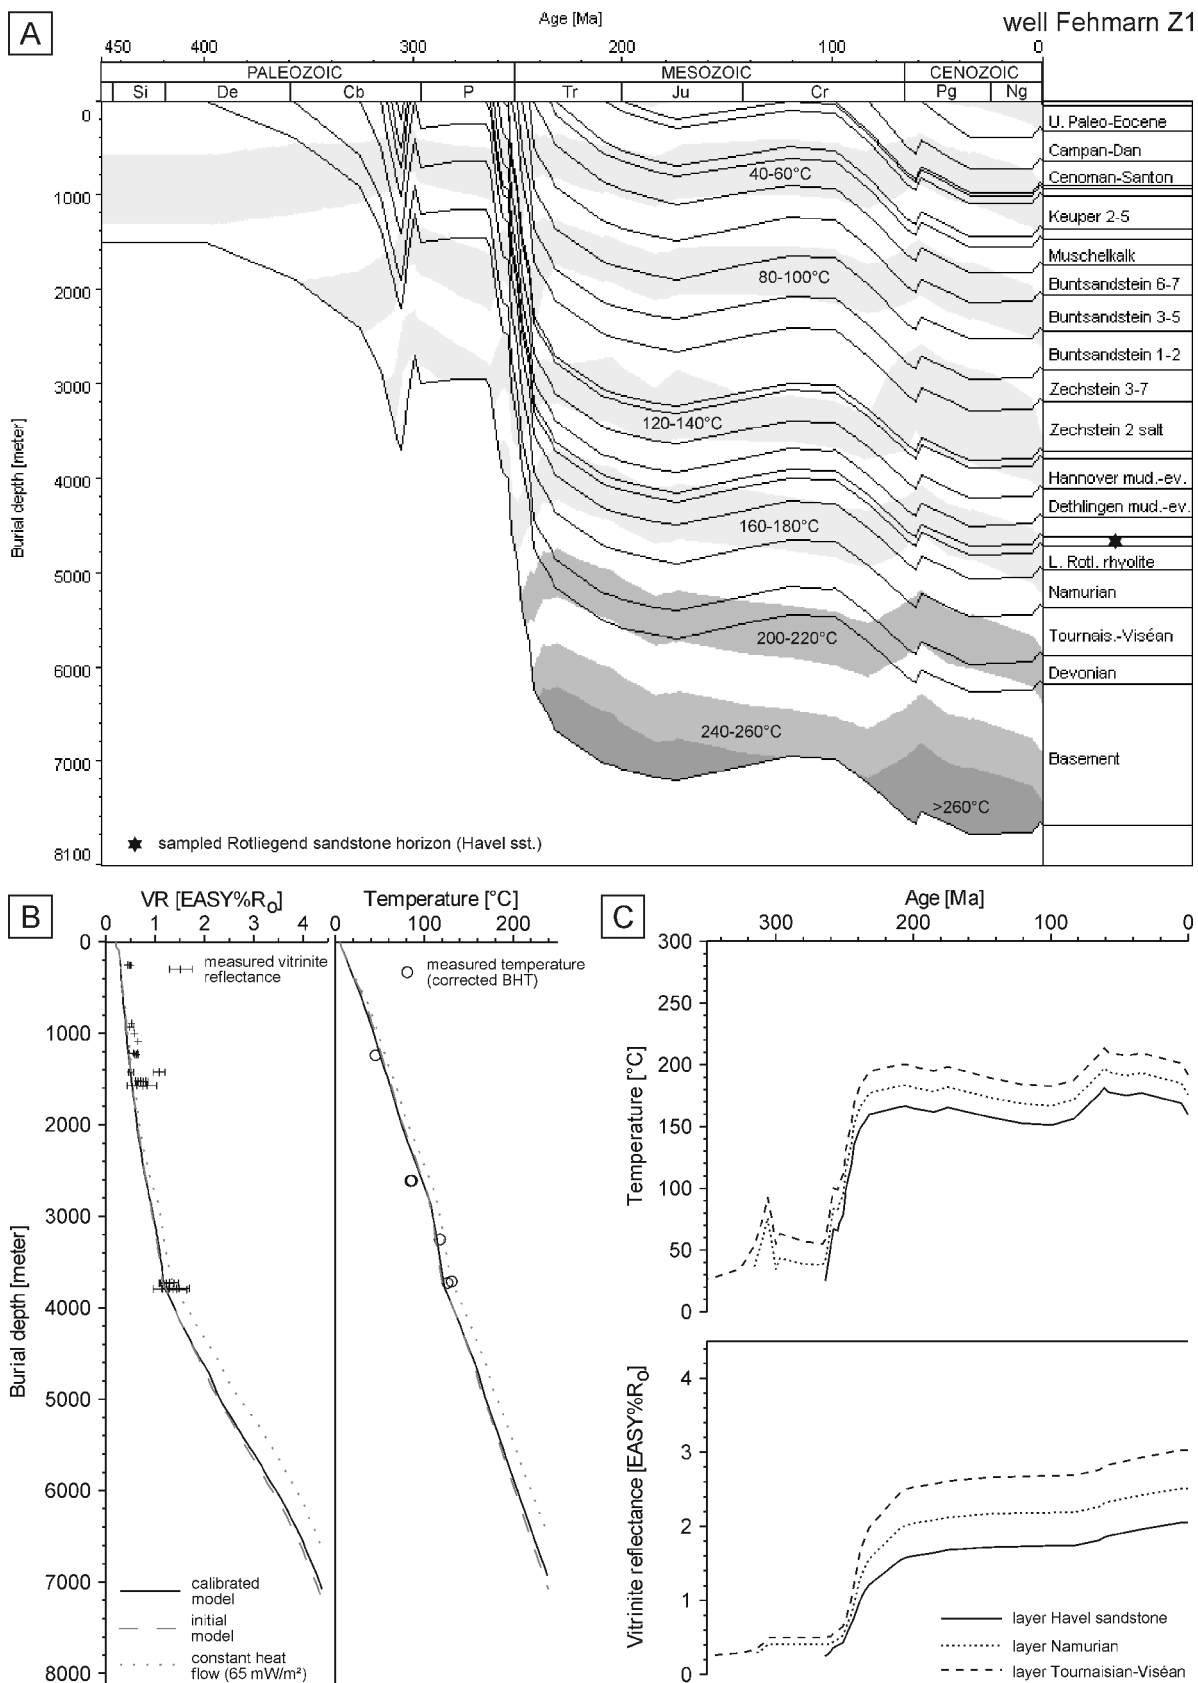 A
Age [Ma]
well Fehmarn Z1
450 400 300 200 100 0
PALEOZOIC MESOZOIC CENOZOIC
Si De Cb P Tr Ju Cr Pg Ng
0
1000
2000
3000
4000
5000
6000
7000
8100
Burial depth [meter]
40-60°C
80-100°C
120-140°C
160-180°C
200-220°C
240-260°C
>260°C
U. Paleo-Eocene
Campan-Dan
Cenoman-Santon
Keuper 2-5
Muschelkalk
Buntsandstein 6-7
Buntsandstein 3-5
Buntsandstein 1-2
Zechstein 3-7
Zechstein 2 salt
Hannover mud.-ev.
Dethlingen mud.-ev.
L. Rotl. rhyolite
Namurian
Tournais.-Viséan
Devonian
Basement
sampled Rotliegend sandstone horizon (Havel sst.)
B
VR [EASY%Ro]
Temperature [°C]
0 1 2 3 4
0 100 200
0
1000
2000
3000
4000
5000
6000
7000
8000
Burial depth [meter]
measured vitrinite
reflectance
measured temperature
(corrected BHT)
calibrated
model
initial
model
constant heat
flow (65 mW/m²)
C
Age [Ma]
300 200 100 0
300
250
200
150
100
50
0
Temperature [°C]
4
3
2
1
0
Vitrinite reflectance [EASY%Ro]
layer Havel sandstone
layer Namurian
layer Tournaisian-Viséan